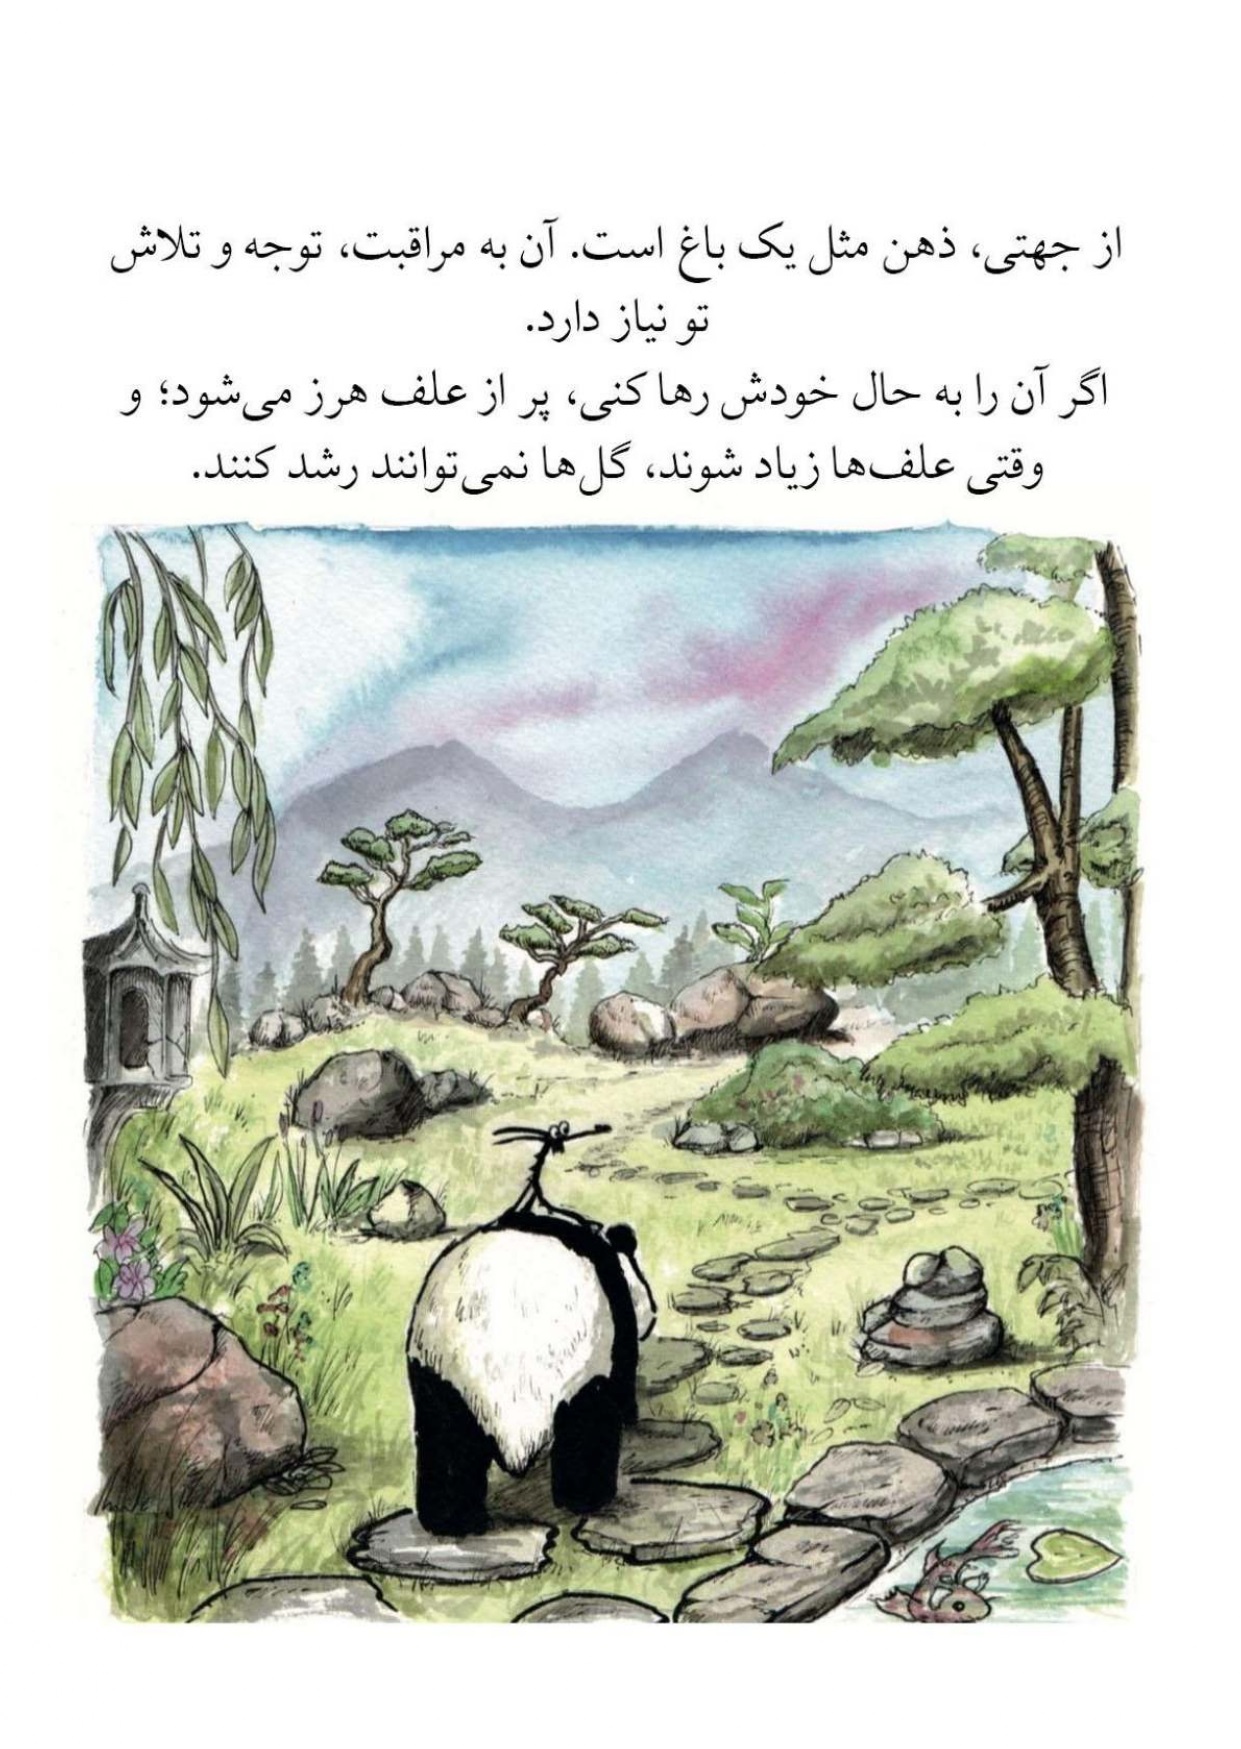 از جهتی، ذهن مثل یک باغ است. آن به مراقبت، توجه و تلاش
تو نیاز دارد.
اگر آن را به حال خودش رها کنی، پر از علف هرز می‌شود؛ و
وقتی علف‌ها زیاد شوند، گل‌ها نمی‌توانند رشد کنند.